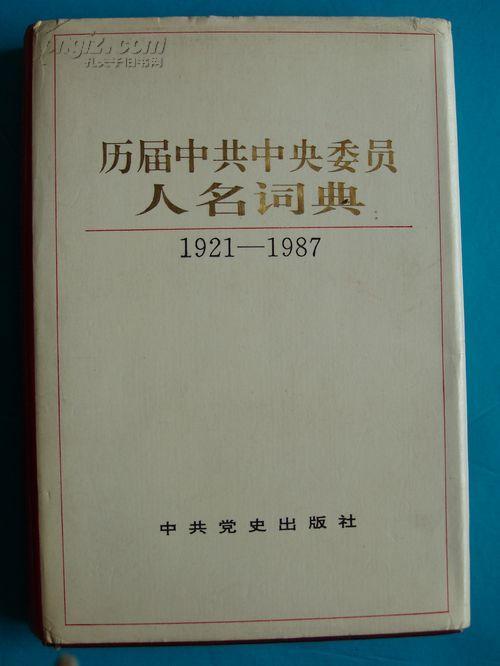 kongfz.com
孔夫子旧书网
历届中共中央委员
人名词典
1921—1987
中共党史出版社